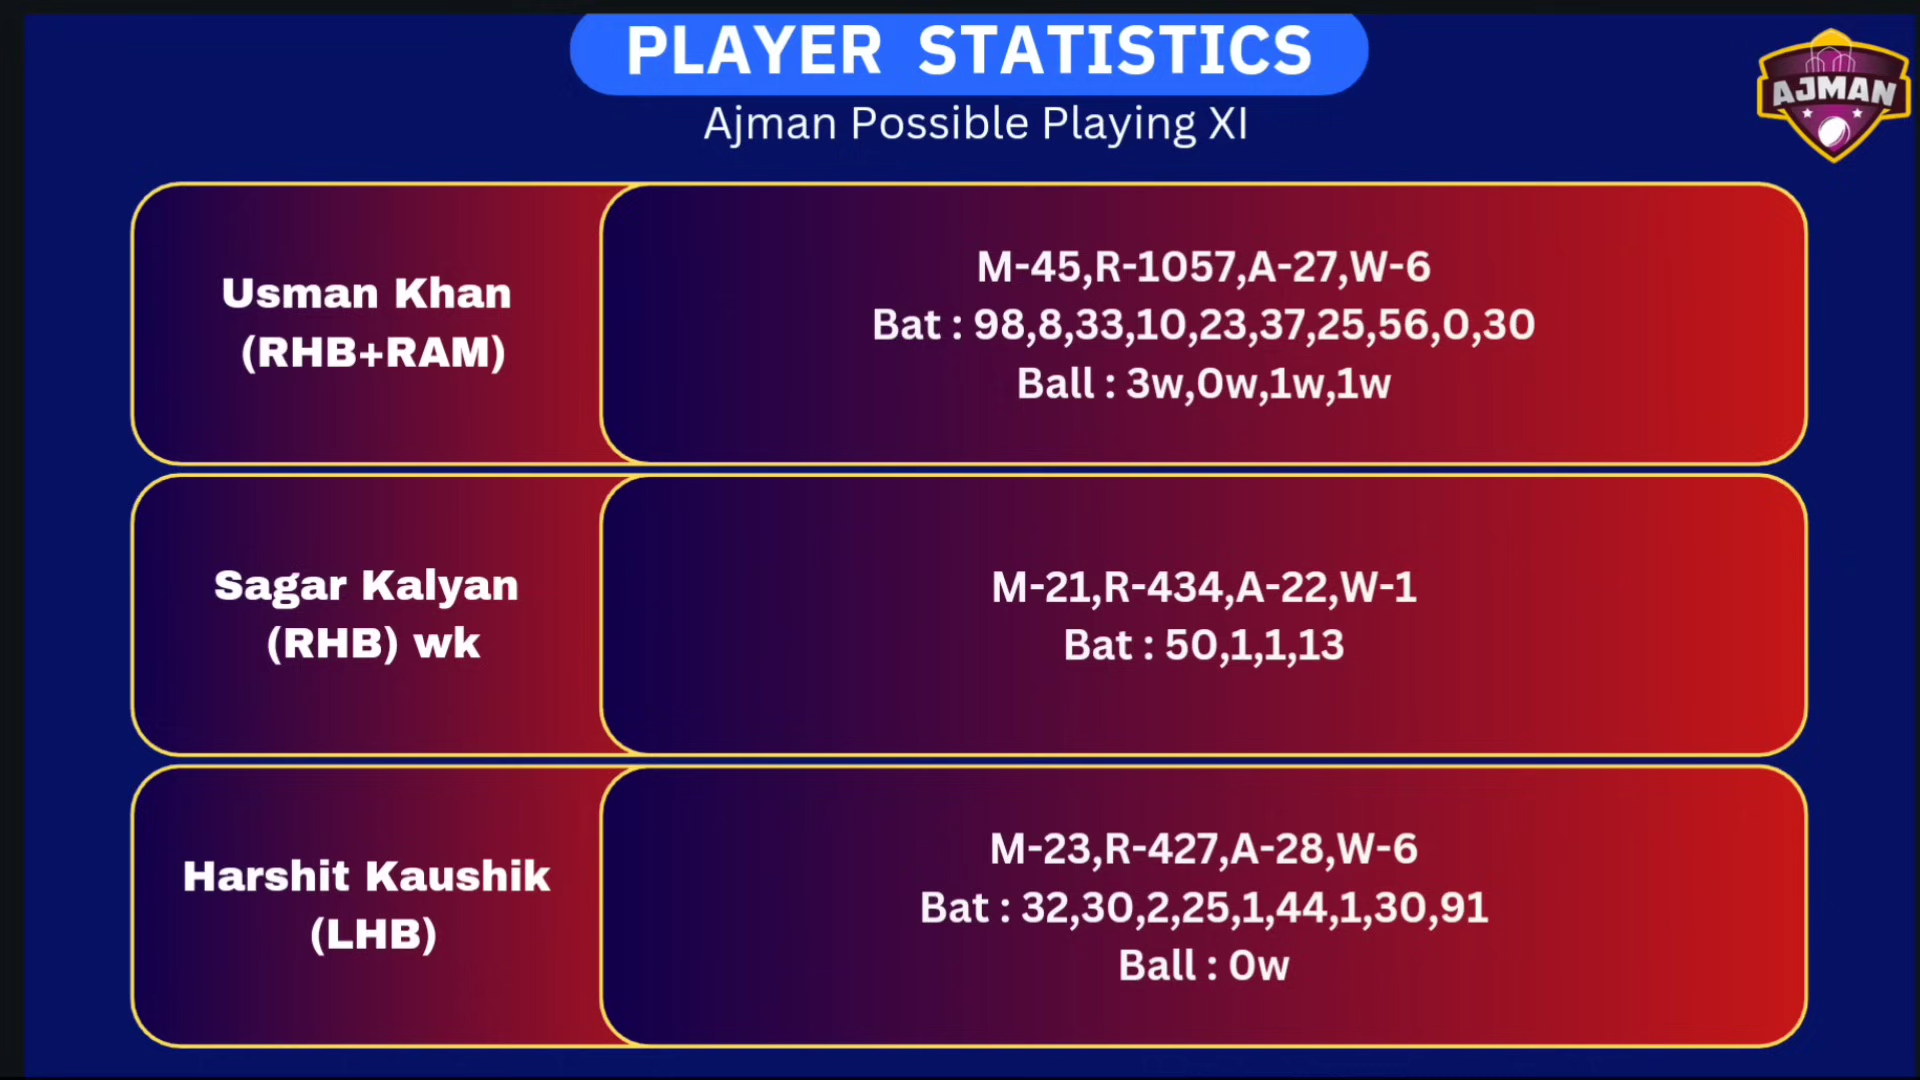 PLAYER STATISTICS
Ajman Possible Playing XI
AJMAN
Usman Khan
(RHB+RAM)
M-45,R-1057,A-27,W-6
Bat : 98,8,33,10,23,37,25,56,0,30
Ball : 3w,0w,1w,1w
Sagar Kalyan
(RHB) wk
M-21,R-434,A-22,W-1
Bat : 50,1,1,13
Harshit Kaushik
(LHB)
M-23,R-427,A-28,W-6
Bat : 32,30,2,25,1,44,1,30,91
Ball : 0w